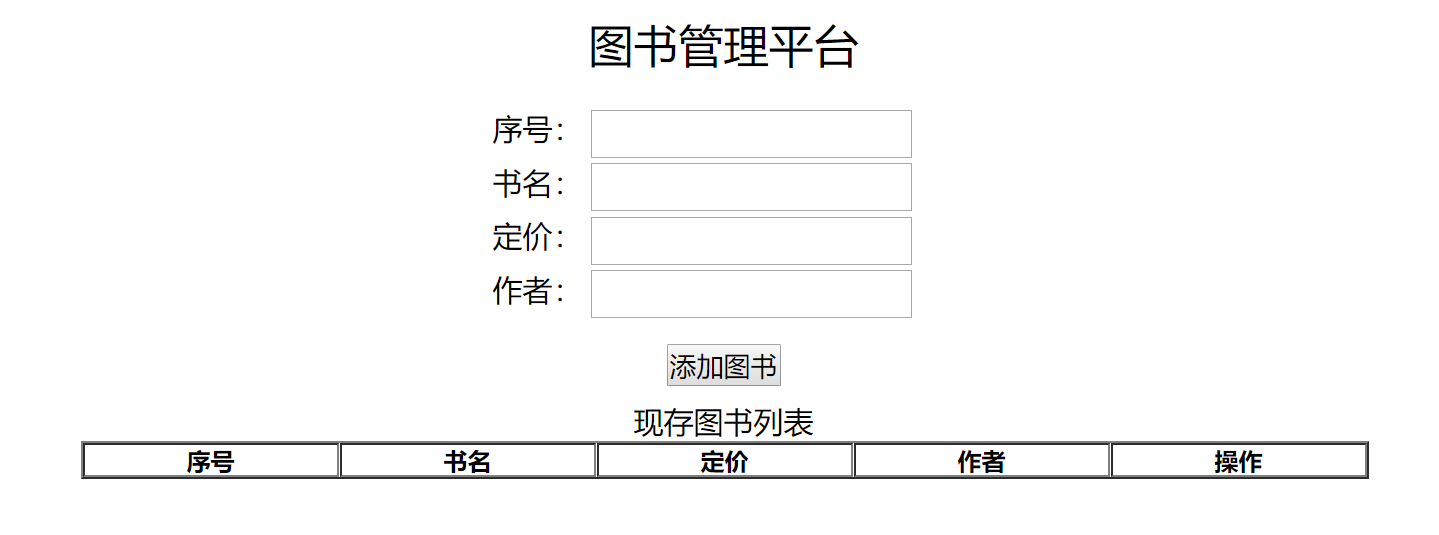 图书管理平台
序号：
书名：
定价：
作者：
添加图书
现存图书列表
序号 书名 定价 作者 操作